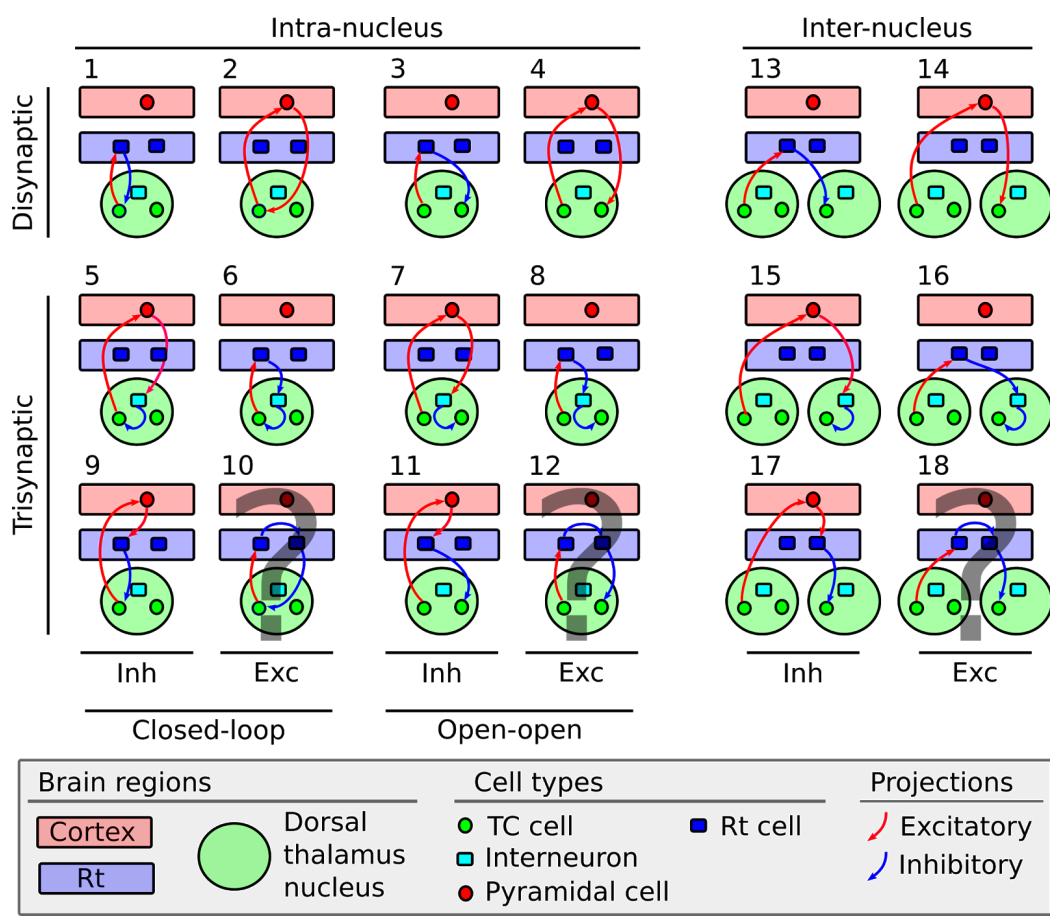 Intra-nucleus Inter-nucleus
Disynaptic
1 2 3 4 13 14
Trisynaptic
5 6 7 8 15 16
9 10 11 12 17 18
? ? ?
Inh Exc Inh Exc Inh Exc
Closed-loop Open-open
Brain regions
Cortex
Rt
Dorsal
thalamus
nucleus
Cell types
TC cell
Interneuron
Pyramidal cell
Rt cell
Projections
Excitatory
Inhibitory